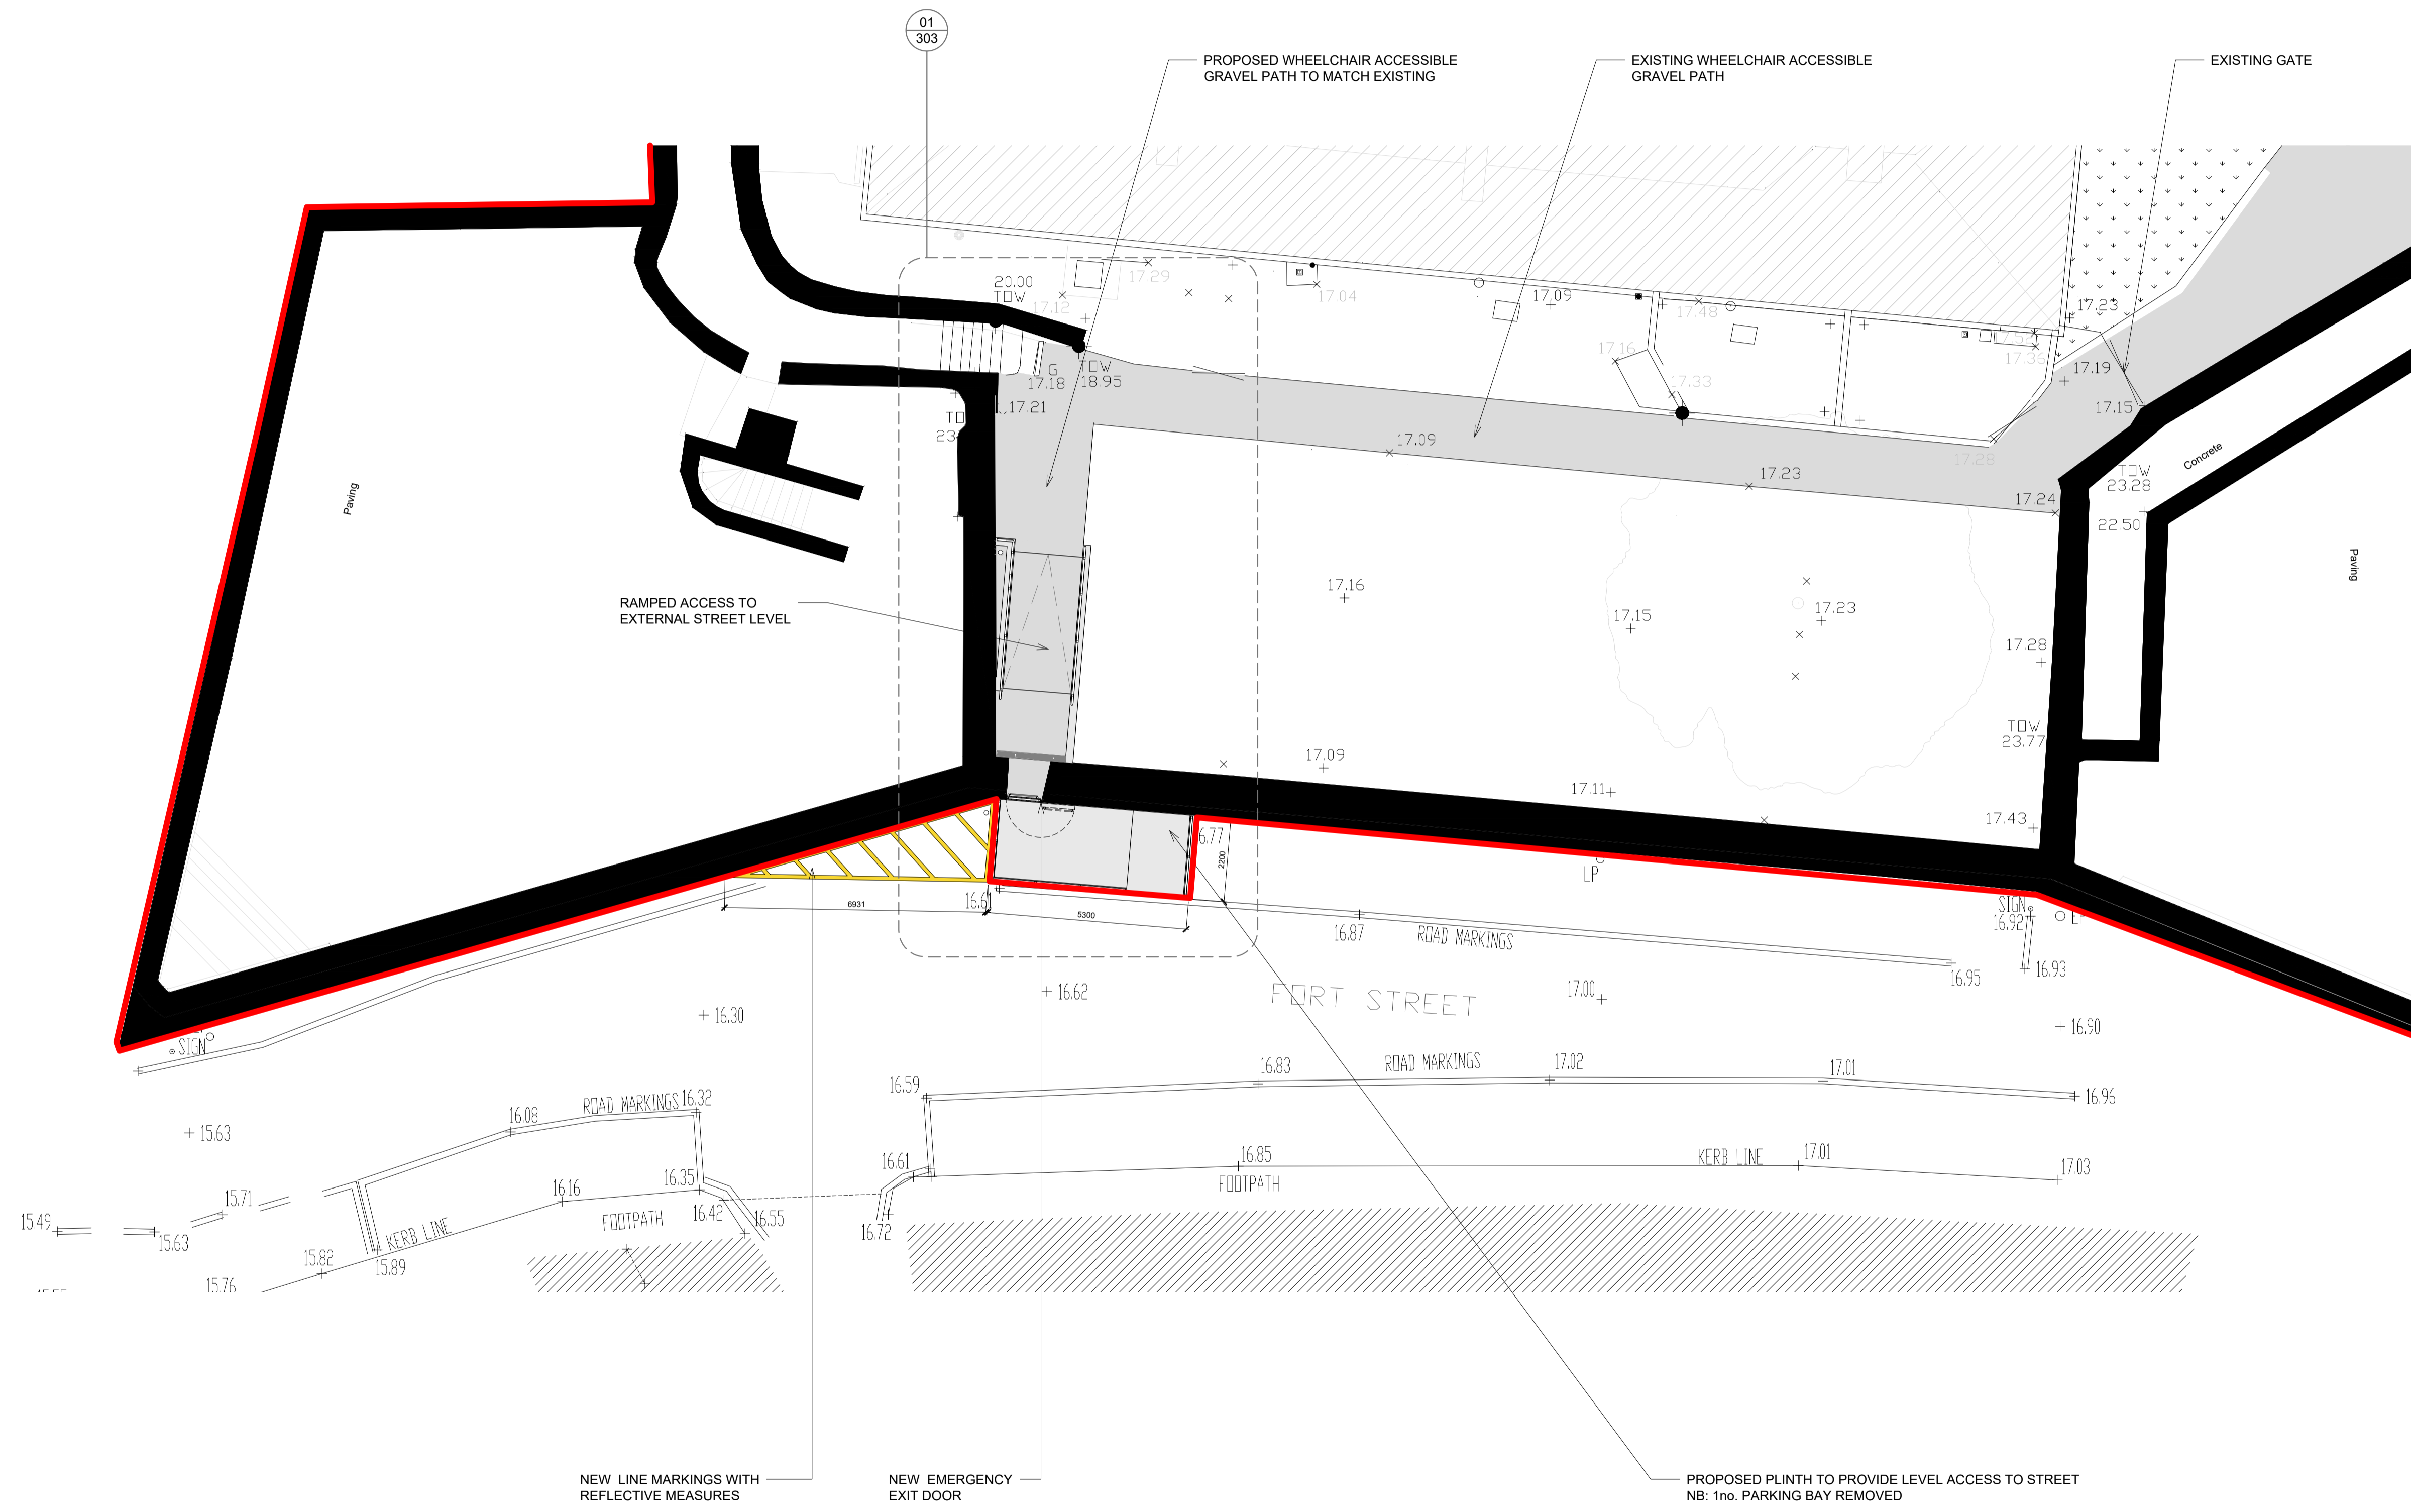 01
303
PROPOSED WHEELCHAIR ACCESSIBLE
GRAVEL PATH TO MATCH EXISTING
EXISTING WHEELCHAIR ACCESSIBLE
GRAVEL PATH
EXISTING GATE
20.00
TOW
17.12
17.29
17.04
17.09
17.48
17.23
17.52
17.36
17.16
17.33
17.19
17.15
G
17.18
TOW
18.95
17.21
TO
23.
17.09
17.23
17.28
17.24
TOW
23.28
22.50
Concrete
Paving
Paving
RAMPED ACCESS TO
EXTERNAL STREET LEVEL
17.16
17.15
17.23
17.28
TOW
23.77
17.09
17.11
17.43
6.77
2200
LP
16.61
6931
5300
16.87
ROAD MARKINGS
SIGN
16.92
16.95
16.93
16.30
16.62
FORT STREET
17.00
16.90
SIGN
16.83
ROAD MARKINGS
17.02
17.01
16.96
16.59
16.08
ROAD MARKINGS
16.32
15.63
16.61
16.85
KERB LINE
17.01
17.03
FOOTPATH
16.35
16.16
16.42
16.55
16.72
FOOTPATH
15.71
15.49
15.63
KERB LINE
15.82
15.89
15.76
NEW LINE MARKINGS WITH
REFLECTIVE MEASURES
NEW EMERGENCY
EXIT DOOR
PROPOSED PLINTH TO PROVIDE LEVEL ACCESS TO STREET
NB: 1no. PARKING BAY REMOVED